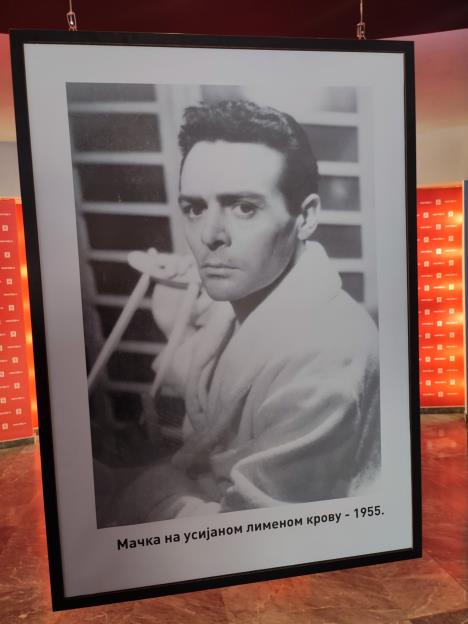 Мачка на усијаном лименом крову - 1955.